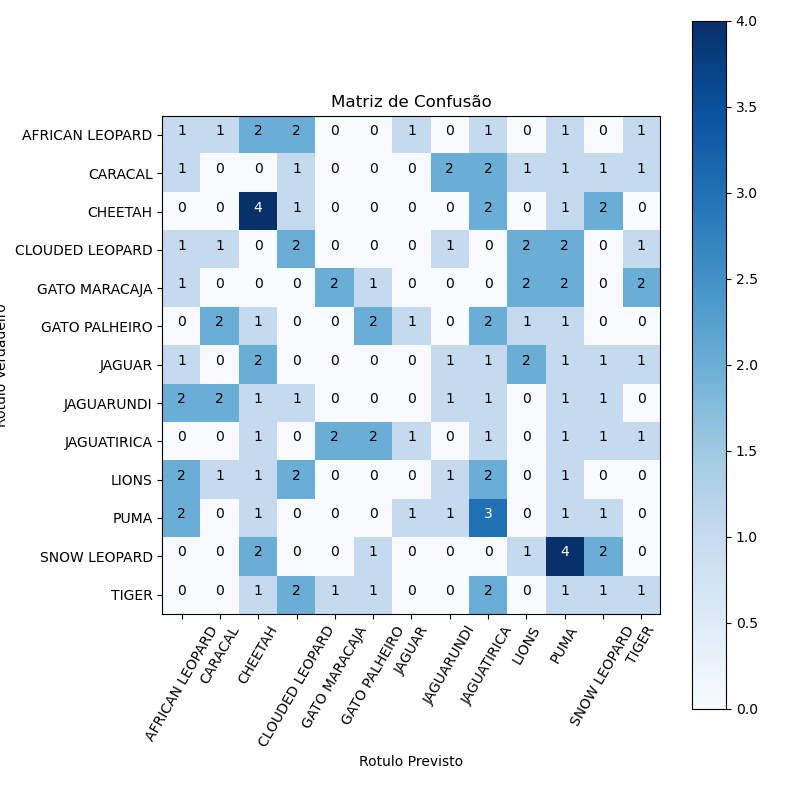 Matriz de Confusão
AFRICAN LEOPARD 1 1 2 2 0 0 1 0 1 0 1 0 1
CARACAL 1 0 0 1 0 0 0 2 2 1 1 1 1
CHEETAH 0 0 4 1 0 0 0 0 2 0 1 2 0
CLOUDED LEOPARD 1 1 0 2 0 0 0 1 0 2 2 0 1
GATO MARACAJA 1 0 0 0 2 1 0 0 0 2 2 0 2
GATO PALHEIRO 0 2 1 0 0 2 1 0 2 1 1 0 0
JAGUAR 1 0 2 0 0 0 0 1 1 2 1 1 1
JAGUARUNDI 2 2 1 1 0 0 0 1 1 0 1 1 0
JAGUATIRICA 0 0 1 0 2 2 1 0 1 0 1 1 1
LIONS 2 1 1 2 0 0 0 1 2 0 1 0 0
PUMA 2 0 1 0 0 0 1 1 3 0 1 1 0
SNOW LEOPARD 0 0 2 0 0 1 0 0 0 1 4 2 0
TIGER 0 0 1 2 1 1 0 0 2 0 1 1 1
AFRICAN LEOPARD
CARACAL
CHEETAH
CLOUDED LEOPARD
GATO MARACAJA
GATO PALHEIRO
JAGUAR
JAGUARUNDI
JAGUATIRICA
LIONS
PUMA
SNOW LEOPARD
TIGER
Rotulo Previsto
4.0
3.5
3.0
2.5
2.0
1.5
1.0
0.5
0.0